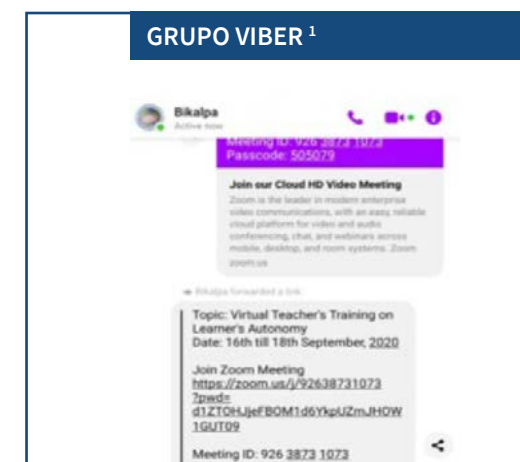 GRUPO VIBER 1
Bikalpa
Active now
Meeting ID: 926 3873 1073
Passcode: 505079
Join our Cloud HD Video Meeting
Zoom is the leader in modern enterprise
video communications, with an easy, reliable
cloud platform for video and audio
conferencing, chat, and webinars across
mobile, desktop, and room systems. Zoom
zoom.us
Bikalpa forwarded a link
Topic: Virtual Teacher's Training on
Learner's Autonomy
Date: 16th till 18th September, 2020
Join Zoom Meeting
https://zoom.us/j/92638731073
?pwd=
d1ZTOHJjeFBOM1d6YkpUZmJHOW
1GUT09
Meeting ID: 926 3873 1073